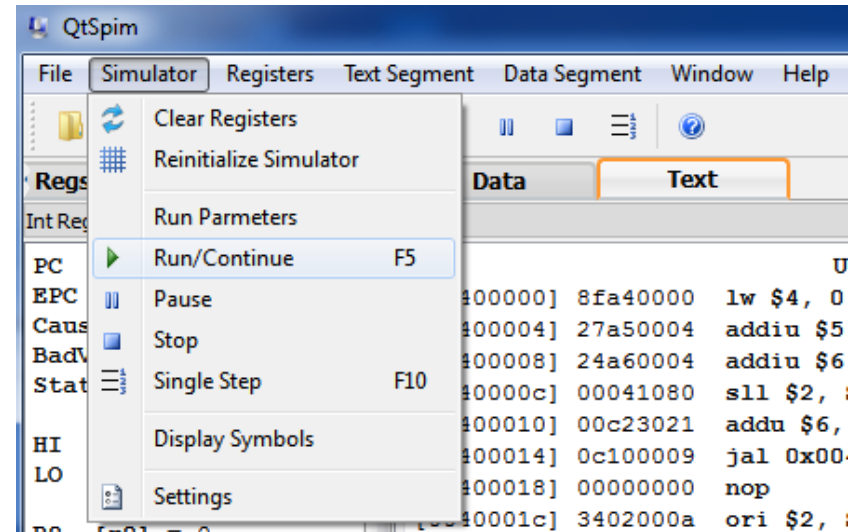 QtSpim
File Simulator Registers Text Segment Data Segment Window Help
Clear Registers
Reinitialize Simulator
Regs Data Text
Int Reg
Run Parmeters
Run/Continue F5
PC
EPC
Pause
400000] 8fa40000 lw $4, 0
Caus
Stop
400004] 27a50004 addiu $5
BadV
400008] 24a60004 addiu $6
Stat
Single Step F10
40000c] 00041080 sll $2,
400010] 00c23021 addu $6,
Display Symbols
HI
400014] 0c100009 jal 0x00
LO
Settings
400018] 00000000 nop
40001c] 3402000a ori $2,